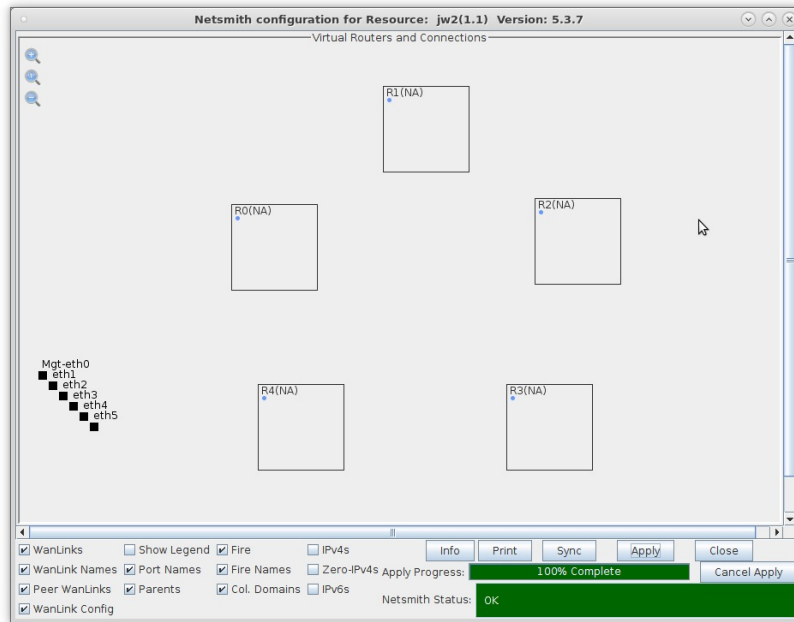 Netsmith configuration for Resource: jw2(1.1) Version: 5.3.7
Virtual Routers and Connections
R1(NA)
R0(NA)
R2(NA)
Mgt-eth0
eth1
eth2
eth3
eth4
eth5
R4(NA)
R3(NA)
WanLinks Show Legend Fire IPv4s Info Print Sync Apply Close
WanLink Names Port Names Fire Names Zero-IPv4s Apply Progress: 100% Complete Cancel Apply
Peer WanLinks Parents Col. Domains IPv6s Netsmith Status: OK
WanLink Config